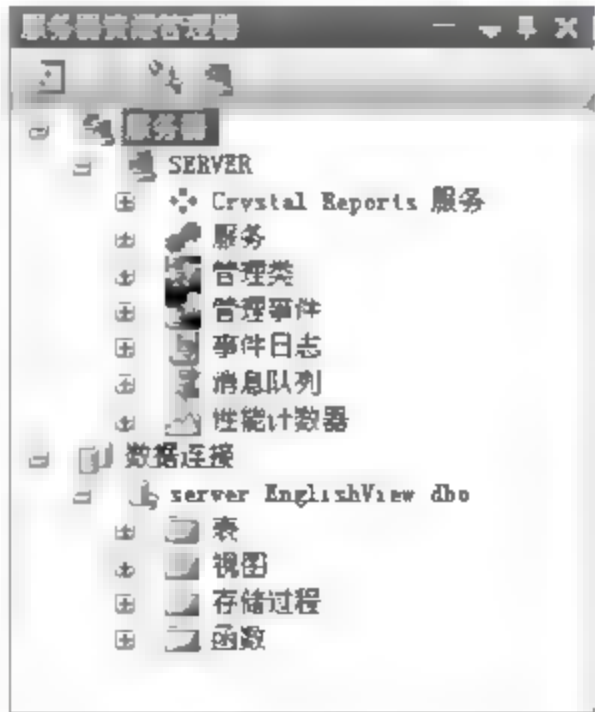 服务器资源管理器
服务器
SERVER
Crystal Reports 服务
服务
管理类
管理事件
事件日志
消息队列
性能计数器
数据连接
server EnglishView dbo
表
视图
存储过程
函数